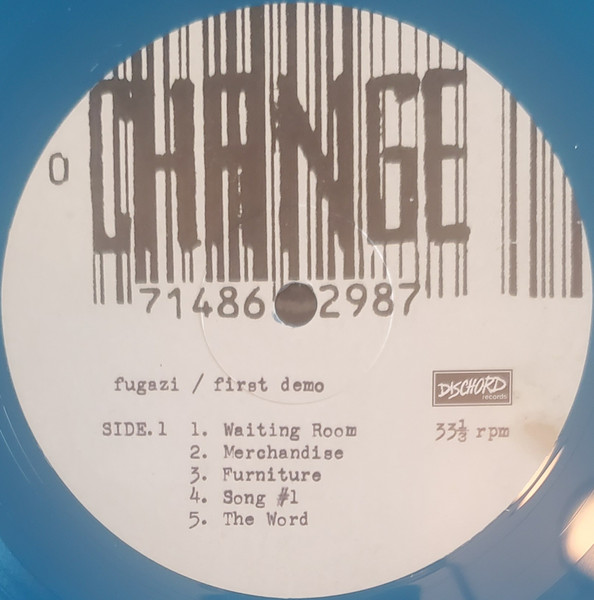 CHANGE
0
71486 2987
fugazi / first demo
DISCHORD
records
SIDE.1 1. Waiting Room
33⅓ rpm
2. Merchandise
3. Furniture
4. Song #1
5. The Word